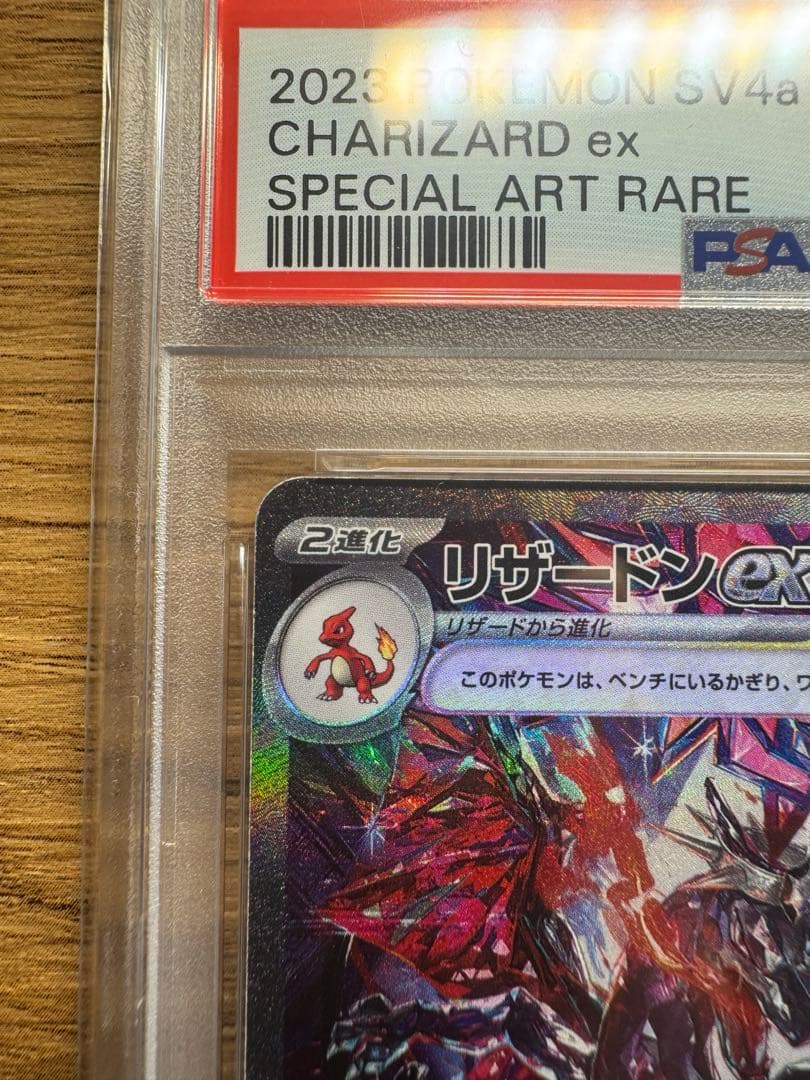 2023 POKEMON SV4a
CHARIZARD ex
SPECIAL ART RARE
PSA
2進化
リザードンex
リザードから進化
このポケモンは、ベンチにいるかぎり、ワ